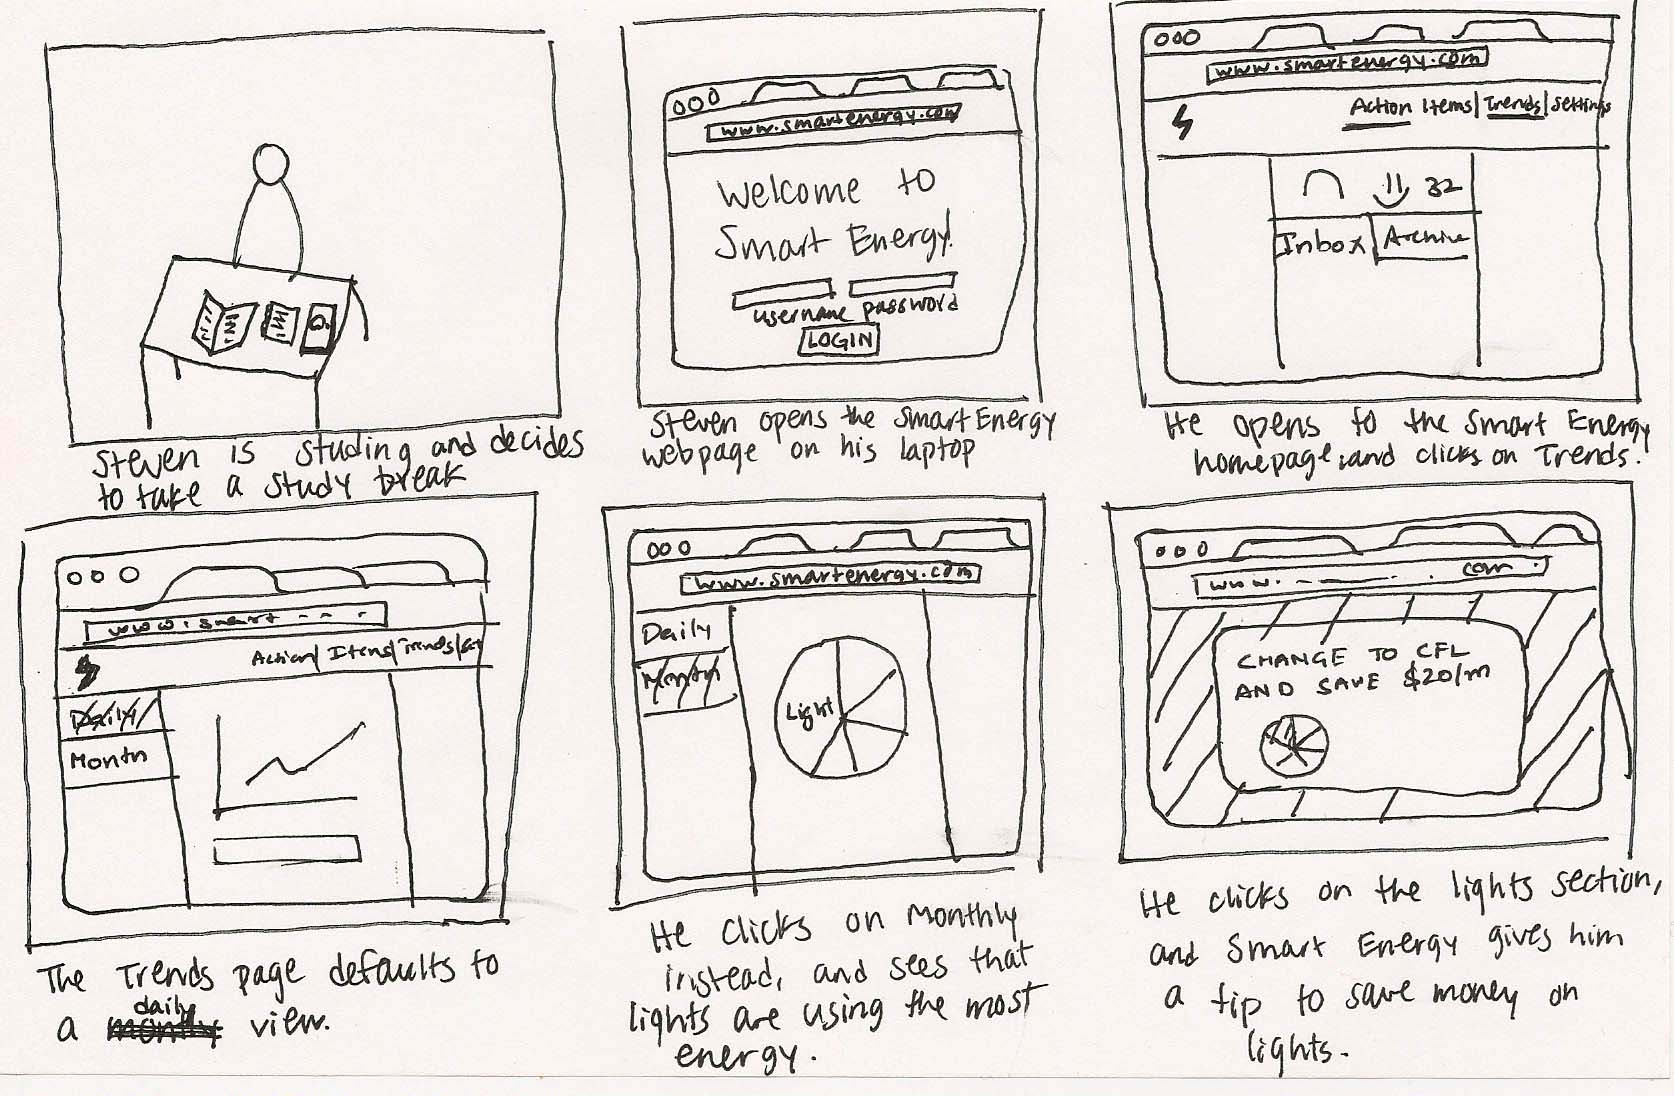 Steven is studing and decides
to take a study break
www.smartenergy.com
Welcome to
Smart Energy!
username password
LOGIN
Steven opens the Smart Energy
webpage on his laptop
www.smartenergy.com
Action Items | Trends | Settings
32
Inbox Archive
He opens to the Smart Energy
homepage, and clicks on Trends.
www.smart - - -
Action / Items / Trends / Set
Daily
Month
The Trends page defaults to
daily
a montly view.
www.smartenergy.com
Daily
Month
Light
He clicks on Monthly
instead, and sees that
lights are using the most
energy.
www. - — . com
CHANGE TO CFL
AND SAVE $20/m
He clicks on the lights section,
and Smart Energy gives him
a tip to save money on
lights.